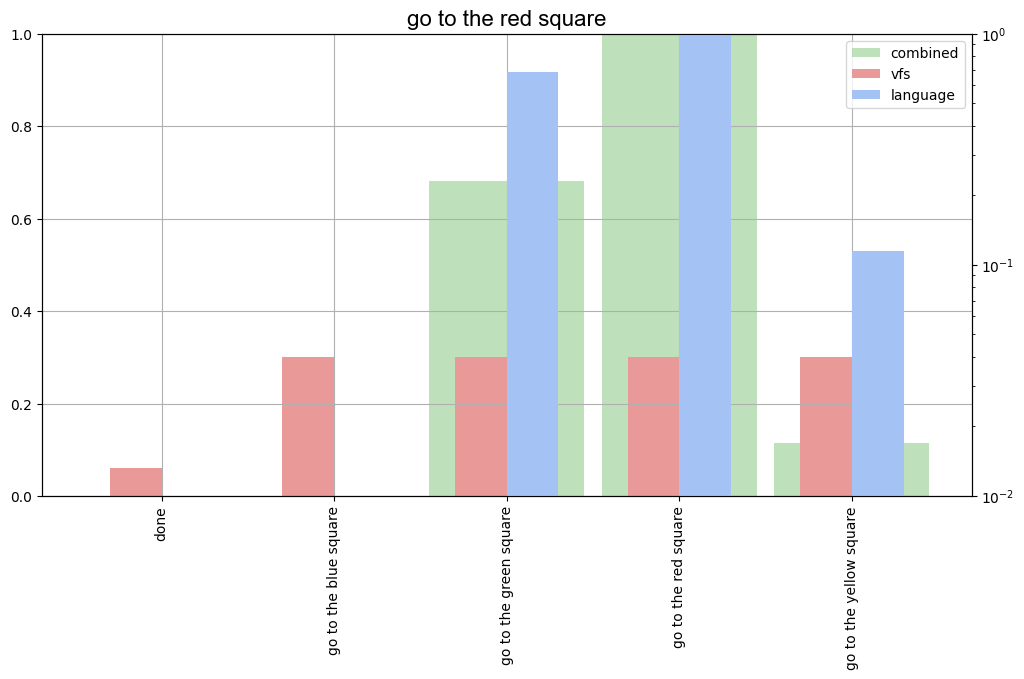 go to the red square
1.0
0.8
0.6
0.4
0.2
0.0
10^0
10^-1
10^-2
combined
vfs
language
done
go to the blue square
go to the green square
go to the red square
go to the yellow square